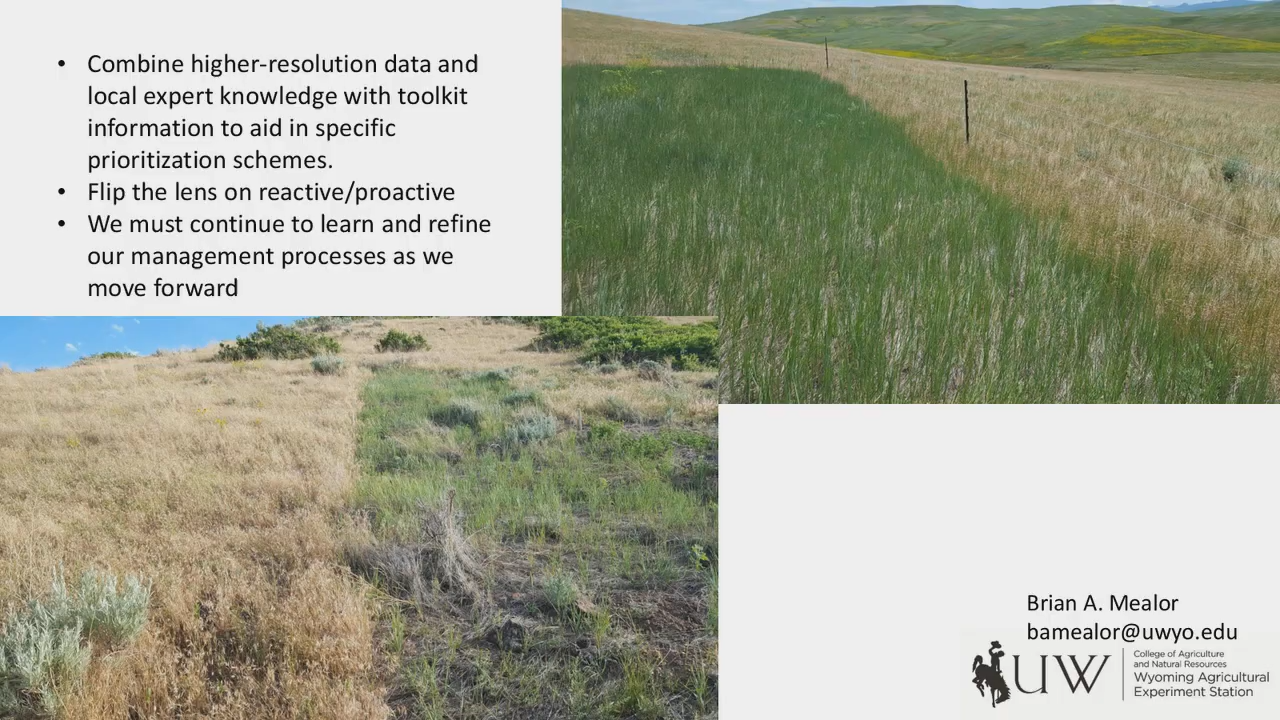 • Combine higher-resolution data and
local expert knowledge with toolkit
information to aid in specific
prioritization schemes.
• Flip the lens on reactive/proactive
• We must continue to learn and refine
our management processes as we
move forward
Brian A. Mealor
bamealor@uwyo.edu
UW
College of Agriculture
and Natural Resources
Wyoming Agricultural
Experiment Station